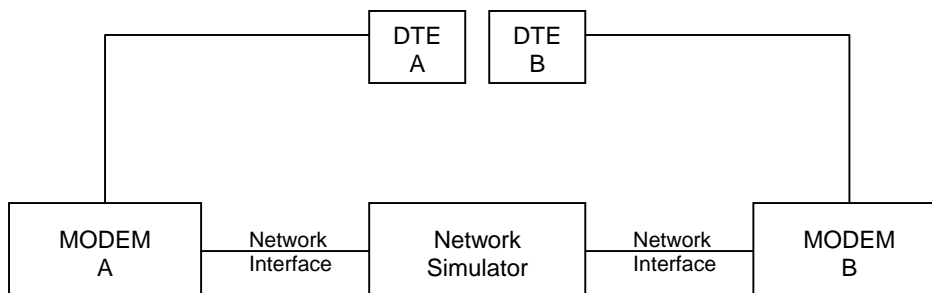 DTE
A
DTE
B
MODEM
A
Network
Interface
Network
Simulator
Network
Interface
MODEM
B